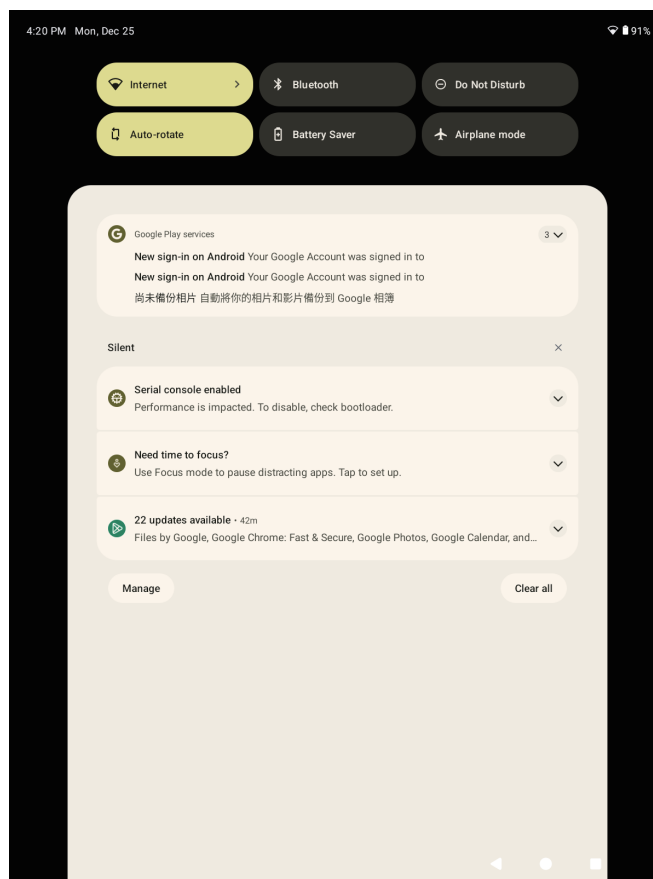 4:20 PM Mon, Dec 25
91%
Internet
Bluetooth
Do Not Disturb
Auto-rotate
Battery Saver
Airplane mode
Google Play services
3
New sign-in on Android Your Google Account was signed in to
New sign-in on Android Your Google Account was signed in to
尚未備份相片 自動將你的相片和影片備份到 Google 相簿
Silent
Serial console enabled
Performance is impacted. To disable, check bootloader.
Need time to focus?
Use Focus mode to pause distracting apps. Tap to set up.
22 updates available • 42m
Files by Google, Google Chrome: Fast & Secure, Google Photos, Google Calendar, and…
Manage
Clear all